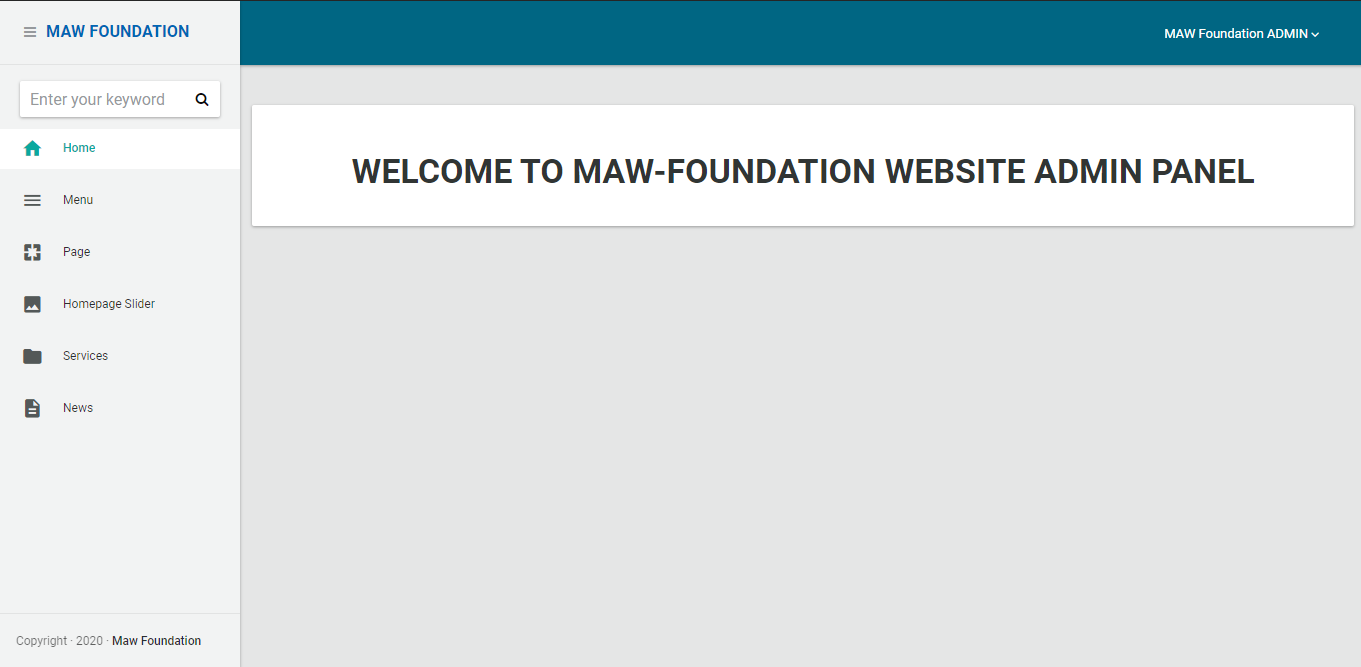 MAW FOUNDATION
MAW Foundation ADMIN
Enter your keyword
Home
Menu
Page
Homepage Slider
Services
News
WELCOME TO MAW-FOUNDATION WEBSITE ADMIN PANEL
Copyright · 2020 · Maw Foundation